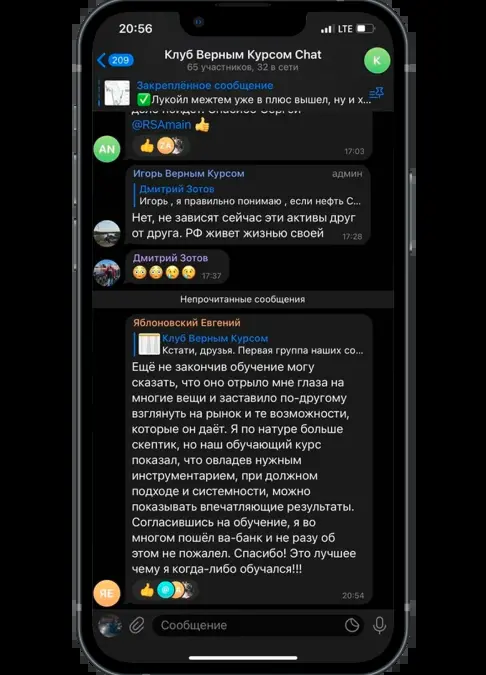 20:56
LTE
209
Клуб Верным Курсом Chat
65 участников, 32 в сети
К
Закреплённое сообщение
✅Лукойл межтем уже в плюс вышел, ну и х...
@RSAmain 👍
AN
👍 ZA
17:03
Игорь Верным Курсом админ
Дмитрий Зотов
Игорь , я правильно понимаю , если нефть С...
Нет, не зависят сейчас эти активы друг
от друга. РФ живет жизнью своей
17:28
Дмитрий Зотов
😳😳😢😢 17:37
Непрочитанные сообщения
Яблоновский Евгений
Клуб Верным Курсом
Кстати, друзья. Первая группа наших со...
Ещё не закончив обучение могу
сказать, что оно отрыло мне глаза на
многие вещи и заставило по-другому
взглянуть на рынок и те возможности,
которые он даёт. Я по натуре больше
скептик, но наш обучающий курс
показал, что овладев нужным
инструментарием, при должном
подходе и системности, можно
показывать впечатляющие результаты.
Согласившись на обучение, я во
многом пошёл ва-банк и не разу об
этом не пожалел. Спасибо! Это лучшее
чему я когда-либо обучался!!!
ЯЕ
👍 @
20:54
Сообщение